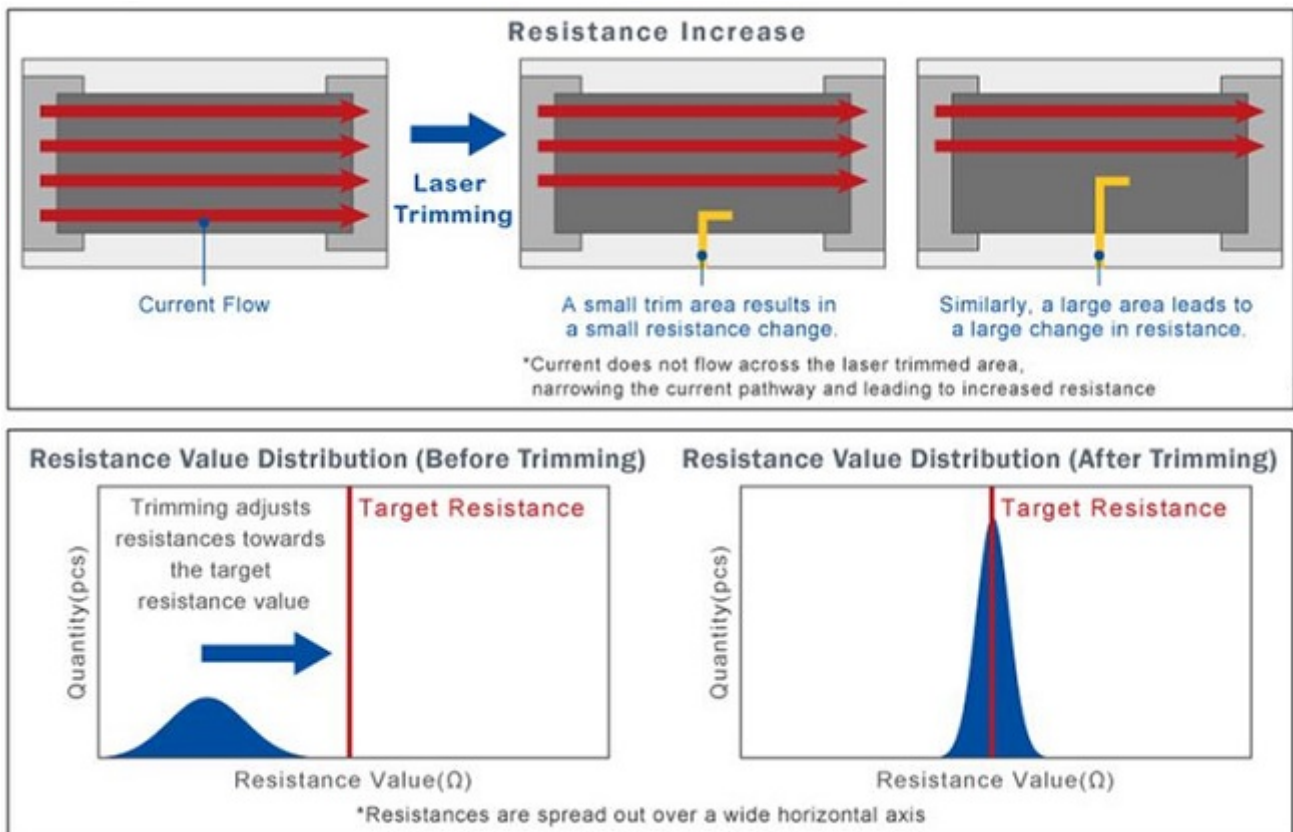 Resistance Increase
Laser
Trimming
Current Flow
A small trim area results in
a small resistance change.
Similarly, a large area leads to
a large change in resistance.
*Current does not flow across the laser trimmed area,
narrowing the current pathway and leading to increased resistance
Resistance Value Distribution (Before Trimming)
Trimming adjusts
resistances towards
the target
resistance value
Target Resistance
Quantity(pcs)
Resistance Value(Ω)
Resistance Value Distribution (After Trimming)
Target Resistance
Quantity(pcs)
Resistance Value(Ω)
*Resistances are spread out over a wide horizontal axis